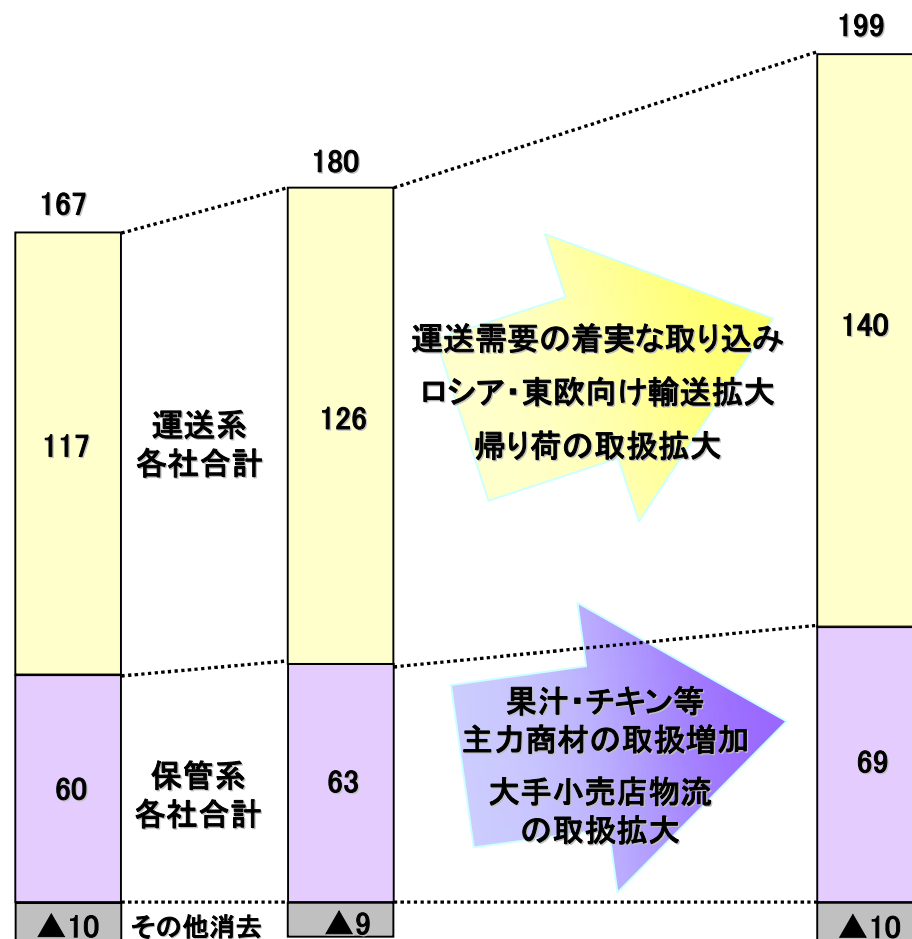 199
180
167
運送需要の着実な取り込み
ロシア・東欧向け輸送拡大
帰り荷の取扱拡大
140
126
117
運送系
各社合計
果汁・チキン等
主力商材の取扱増加
大手小売店物流
の取扱拡大
69
63
60
保管系
各社合計
▲10
その他消去
▲9
▲10